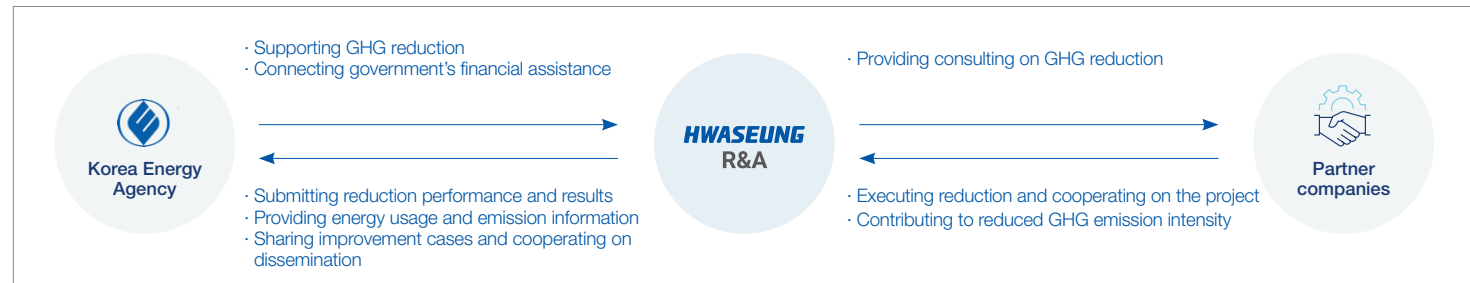 · Supporting GHG reduction
· Connecting government's financial assistance
Korea Energy
Agency
· Submitting reduction performance and results
· Providing energy usage and emission information
· Sharing improvement cases and cooperating on
dissemination
HWASEUNG
R&A
· Providing consulting on GHG reduction
· Executing reduction and cooperating on the project
· Contributing to reduced GHG emission intensity
Partner
companies